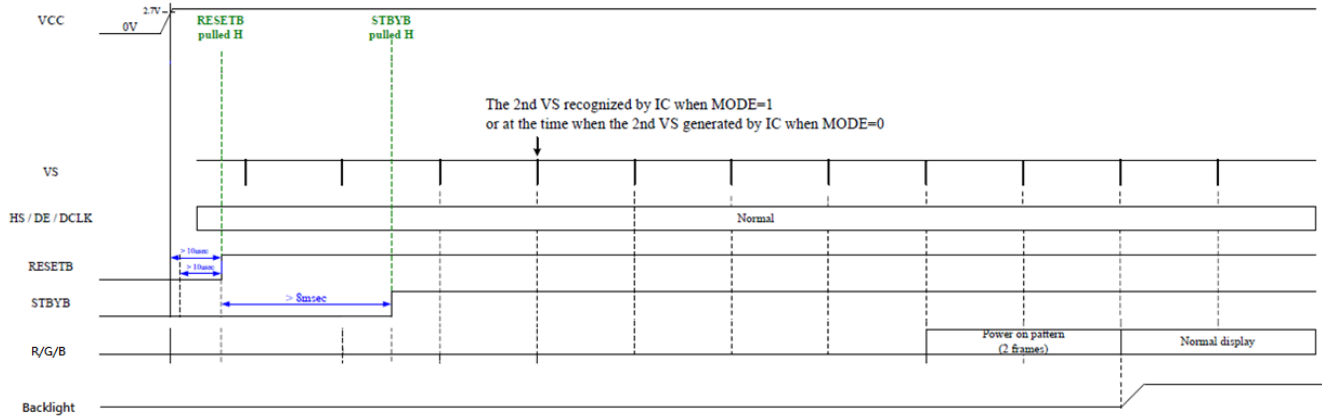 VCC
2.7V
0V
RESETB
pulled H
STBYB
pulled H
The 2nd VS recognized by IC when MODE=1
or at the time when the 2nd VS generated by IC when MODE=0
VS
HS / DE / DCLK
Normal
> 10usec
RESETB
> 10usec
STBYB
> 8msec
R/G/B
Power on pattern
(2 frames)
Normal display
Backlight